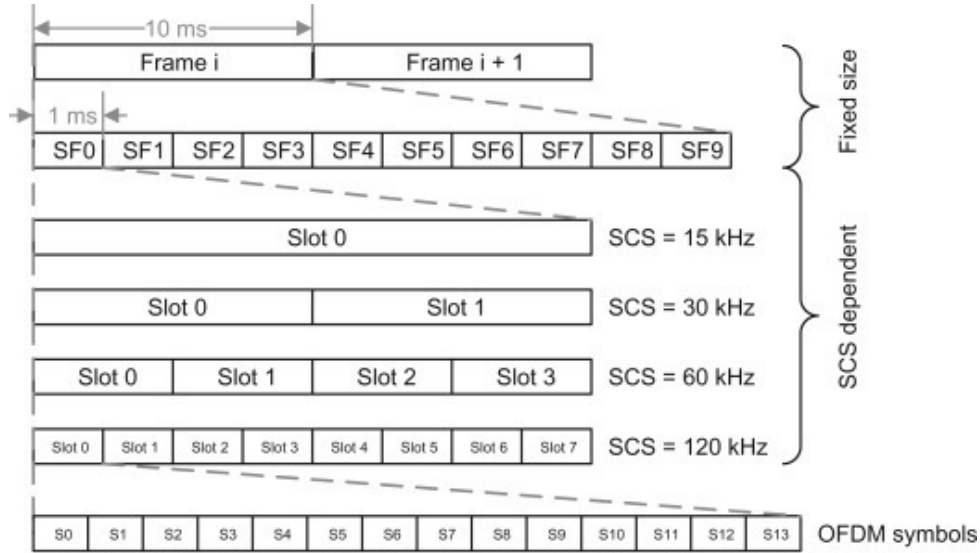 10 ms
Frame i Frame i + 1
1 ms
SF0 SF1 SF2 SF3 SF4 SF5 SF6 SF7 SF8 SF9
Fixed size
Slot 0 SCS = 15 kHz
Slot 0 Slot 1 SCS = 30 kHz
Slot 0 Slot 1 Slot 2 Slot 3 SCS = 60 kHz
Slot 0 Slot 1 Slot 2 Slot 3 Slot 4 Slot 5 Slot 6 Slot 7 SCS = 120 kHz
SCS dependent
S0 S1 S2 S3 S4 S5 S6 S7 S8 S9 S10 S11 S12 S13 OFDM symbols